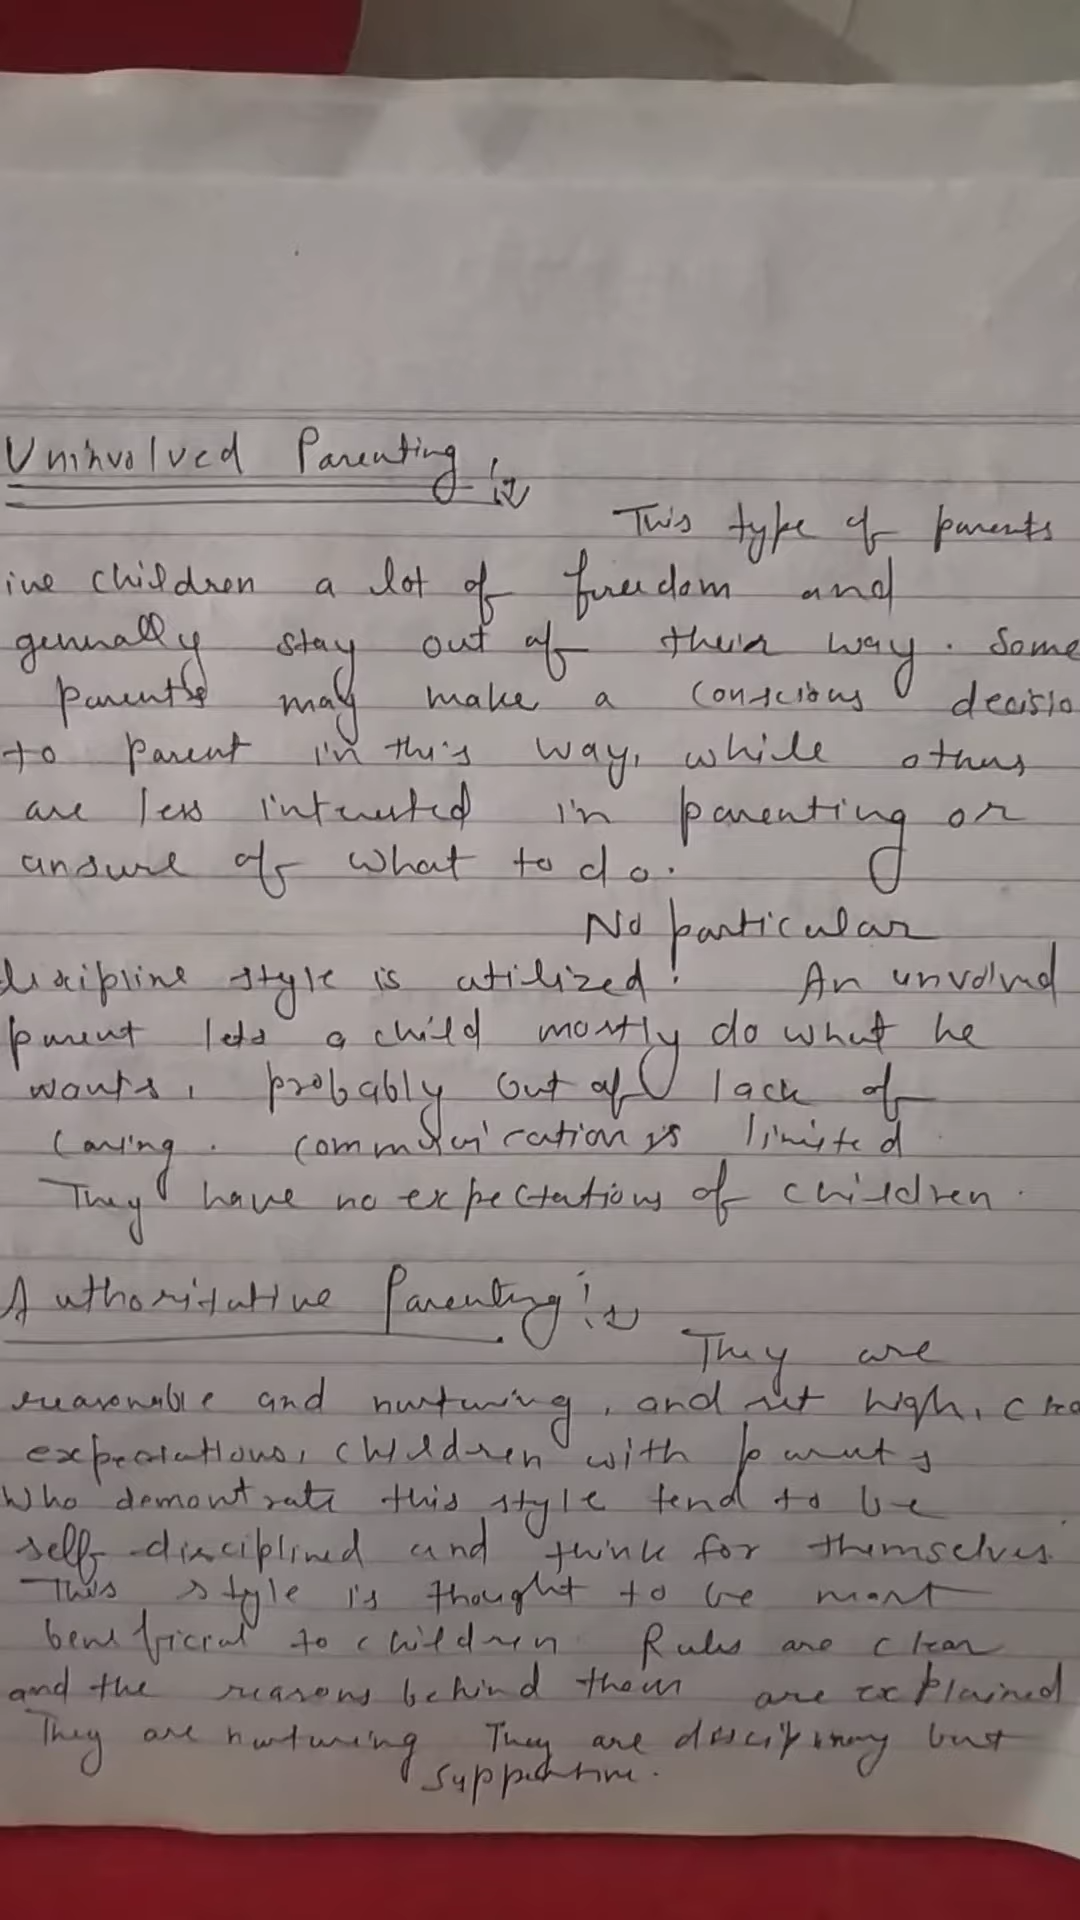 Uninvolved Parenting :-
This type of parents
ive children a lot of freedom and
generally stay out of their way. Some
parents may make a conscious decisio
to parent in this way, while others
are less interested in parenting or
unsure of what to do.
No particular
discipline style is utilized. An unvolved
parent lets a child mostly do what he
wants, probably out of lack of
caring. Communication is limited
They have no expectations of children.
Authoritative Parenting :-
They are
reasonable and nurturing, and set high, clea
expectations, children with parents
who demontrate this style tend to be
self-disciplined and think for themselves.
This style is thought to be most
beneficial to children Rules are clear
and the reasons behind them are explained
They are nurturing They are but
supportive.